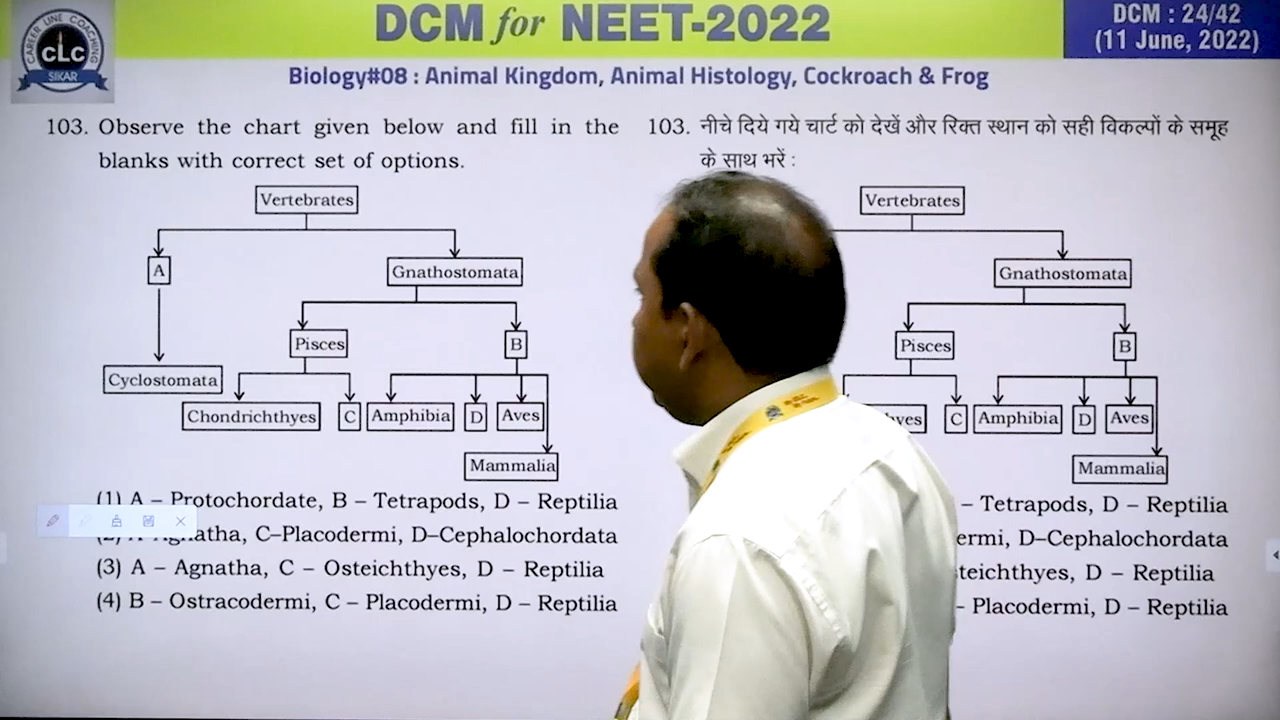 DCM for NEET-2022
DCM : 24/42
(11 June, 2022)
CAREER LINE COACHING
CLC
SIKAR
Biology#08 : Animal Kingdom, Animal Histology, Cockroach & Frog
103. Observe the chart given below and fill in the
blanks with correct set of options.
Vertebrates
A
Gnathostomata
Pisces
B
Cyclostomata
Chondrichthyes
C
Amphibia
D
Aves
Mammalia
(1) A – Protochordate, B – Tetrapods, D – Reptilia
Agnatha, C–Placodermi, D–Cephalochordata
(3) A – Agnatha, C – Osteichthyes, D – Reptilia
(4) B – Ostracodermi, C – Placodermi, D – Reptilia
103. नीचे दिये गये चार्ट को देखें और रिक्त स्थान को सही विकल्पों के समूह
के साथ भरें :
Vertebrates
Gnathostomata
Pisces
B
C
Amphibia
D
Aves
Mammalia
– Tetrapods, D – Reptilia
D–Cephalochordata
D – Reptilia
– Placodermi, D – Reptilia